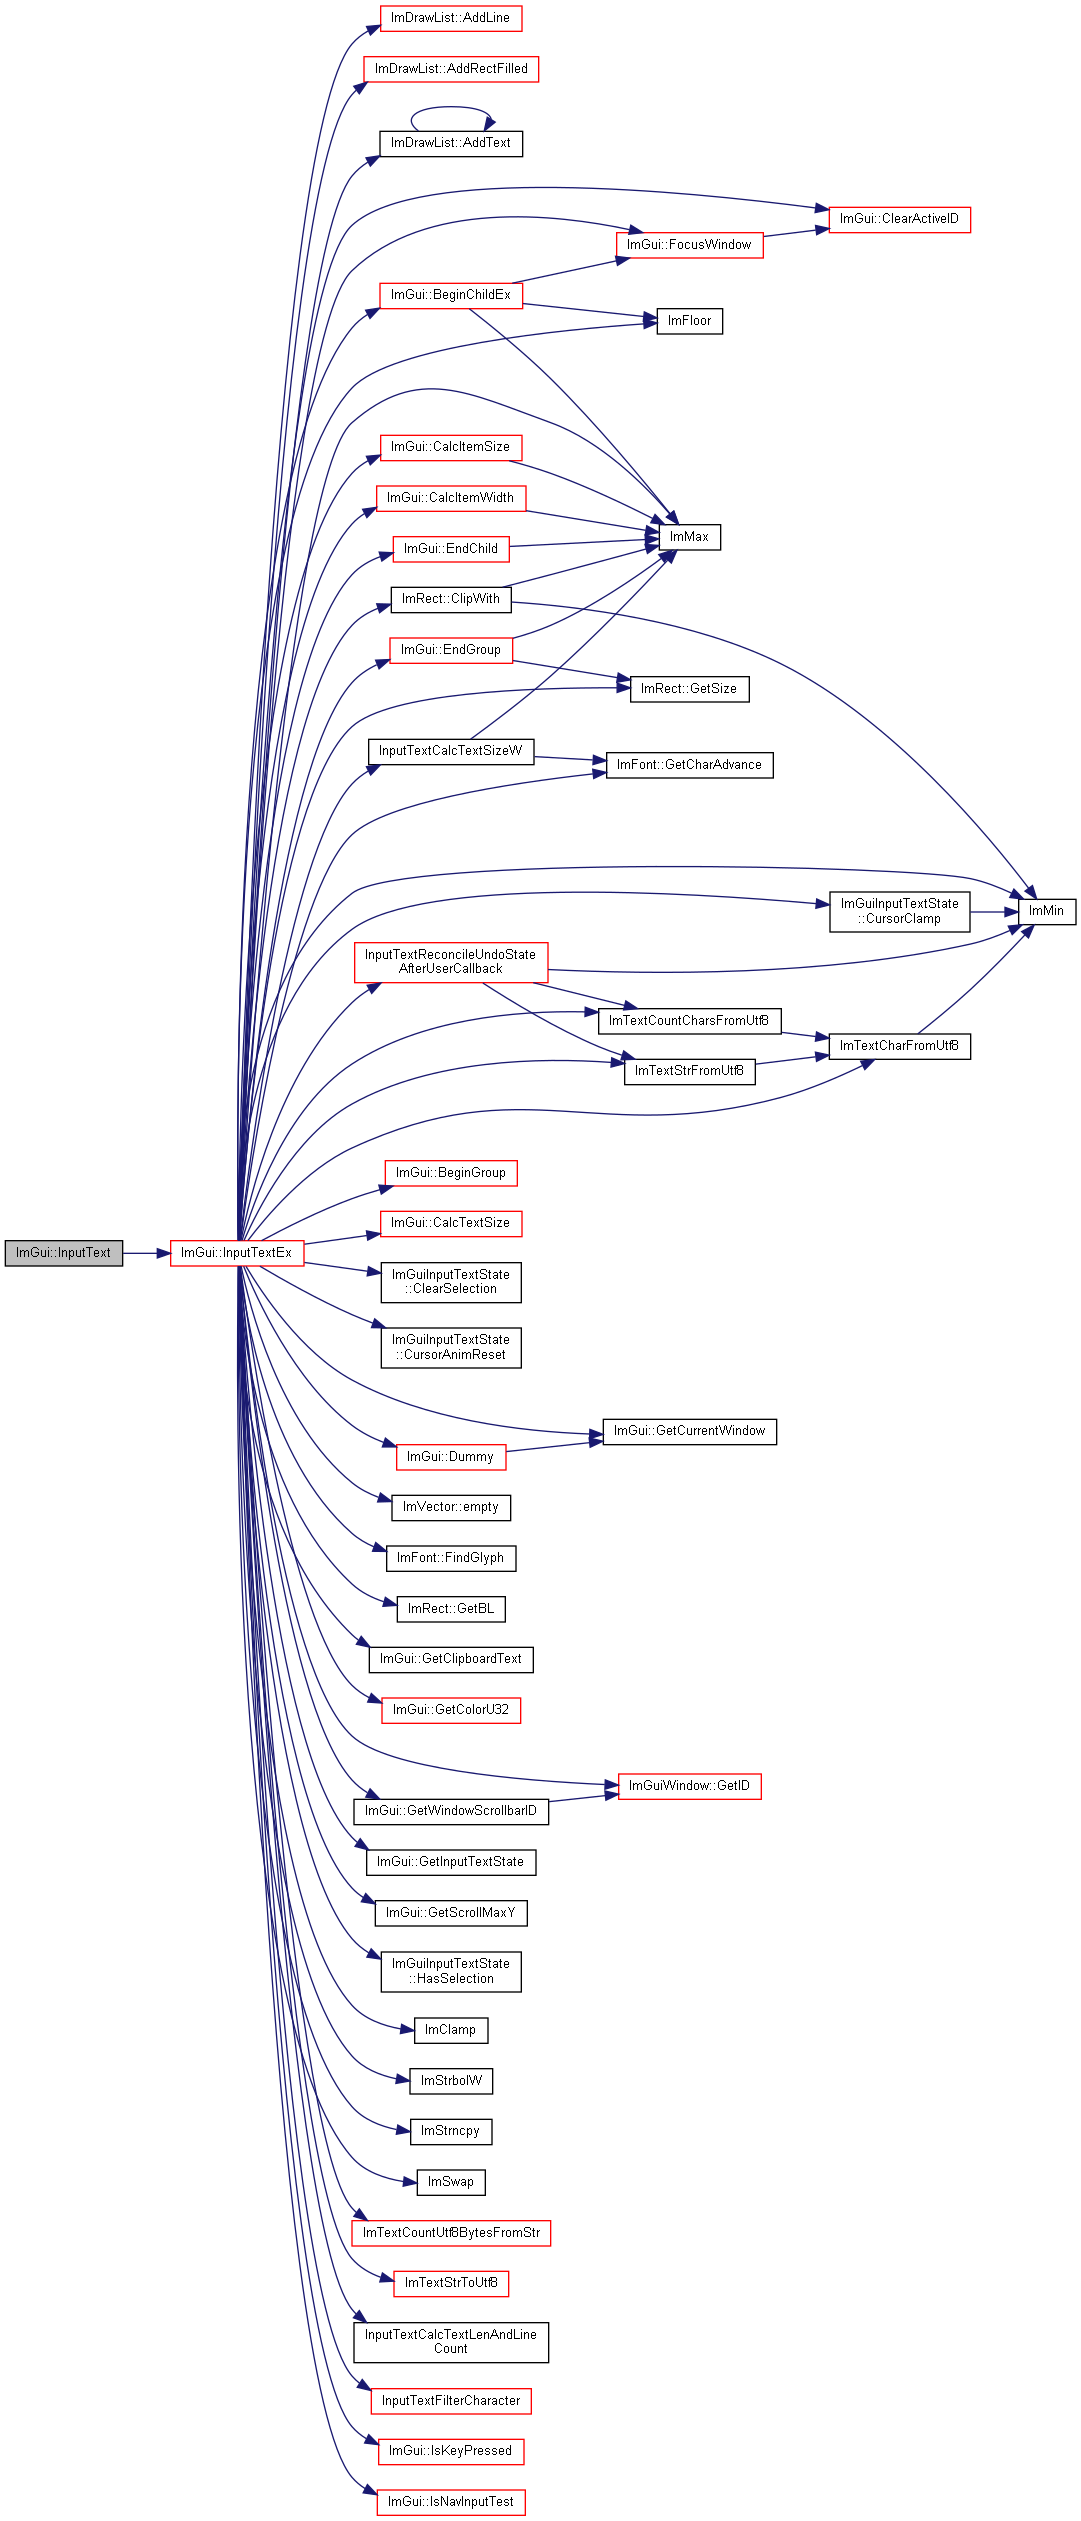 ImDrawList::AddLine
ImDrawList::AddRectFilled
ImDrawList::AddText
ImGui::ClearActiveID
ImGui::FocusWindow
ImGui::BeginChildEx
ImFloor
ImGui::CalcItemSize
ImGui::CalcItemWidth
ImMax
ImGui::EndChild
ImRect::ClipWith
ImGui::EndGroup
ImRect::GetSize
InputTextCalcTextSizeW
ImFont::GetCharAdvance
ImGuiInputTextState
::CursorClamp
ImMin
InputTextReconcileUndoState
AfterUserCallback
ImTextCountCharsFromUtf8
ImTextCharFromUtf8
ImTextStrFromUtf8
ImGui::BeginGroup
ImGui::CalcTextSize
ImGui::InputText
ImGui::InputTextEx
ImGuiInputTextState
::ClearSelection
ImGuiInputTextState
::CursorAnimReset
ImGui::GetCurrentWindow
ImGui::Dummy
ImVector::empty
ImFont::FindGlyph
ImRect::GetBL
ImGui::GetClipboardText
ImGui::GetColorU32
ImGuiWindow::GetID
ImGui::GetWindowScrollbarID
ImGui::GetInputTextState
ImGui::GetScrollMaxY
ImGuiInputTextState
::HasSelection
ImClamp
ImStrbolW
ImStrncpy
ImSwap
ImTextCountUtf8BytesFromStr
ImTextStrToUtf8
InputTextCalcTextLenAndLine
Count
InputTextFilterCharacter
ImGui::IsKeyPressed
ImGui::IsNavInputTest